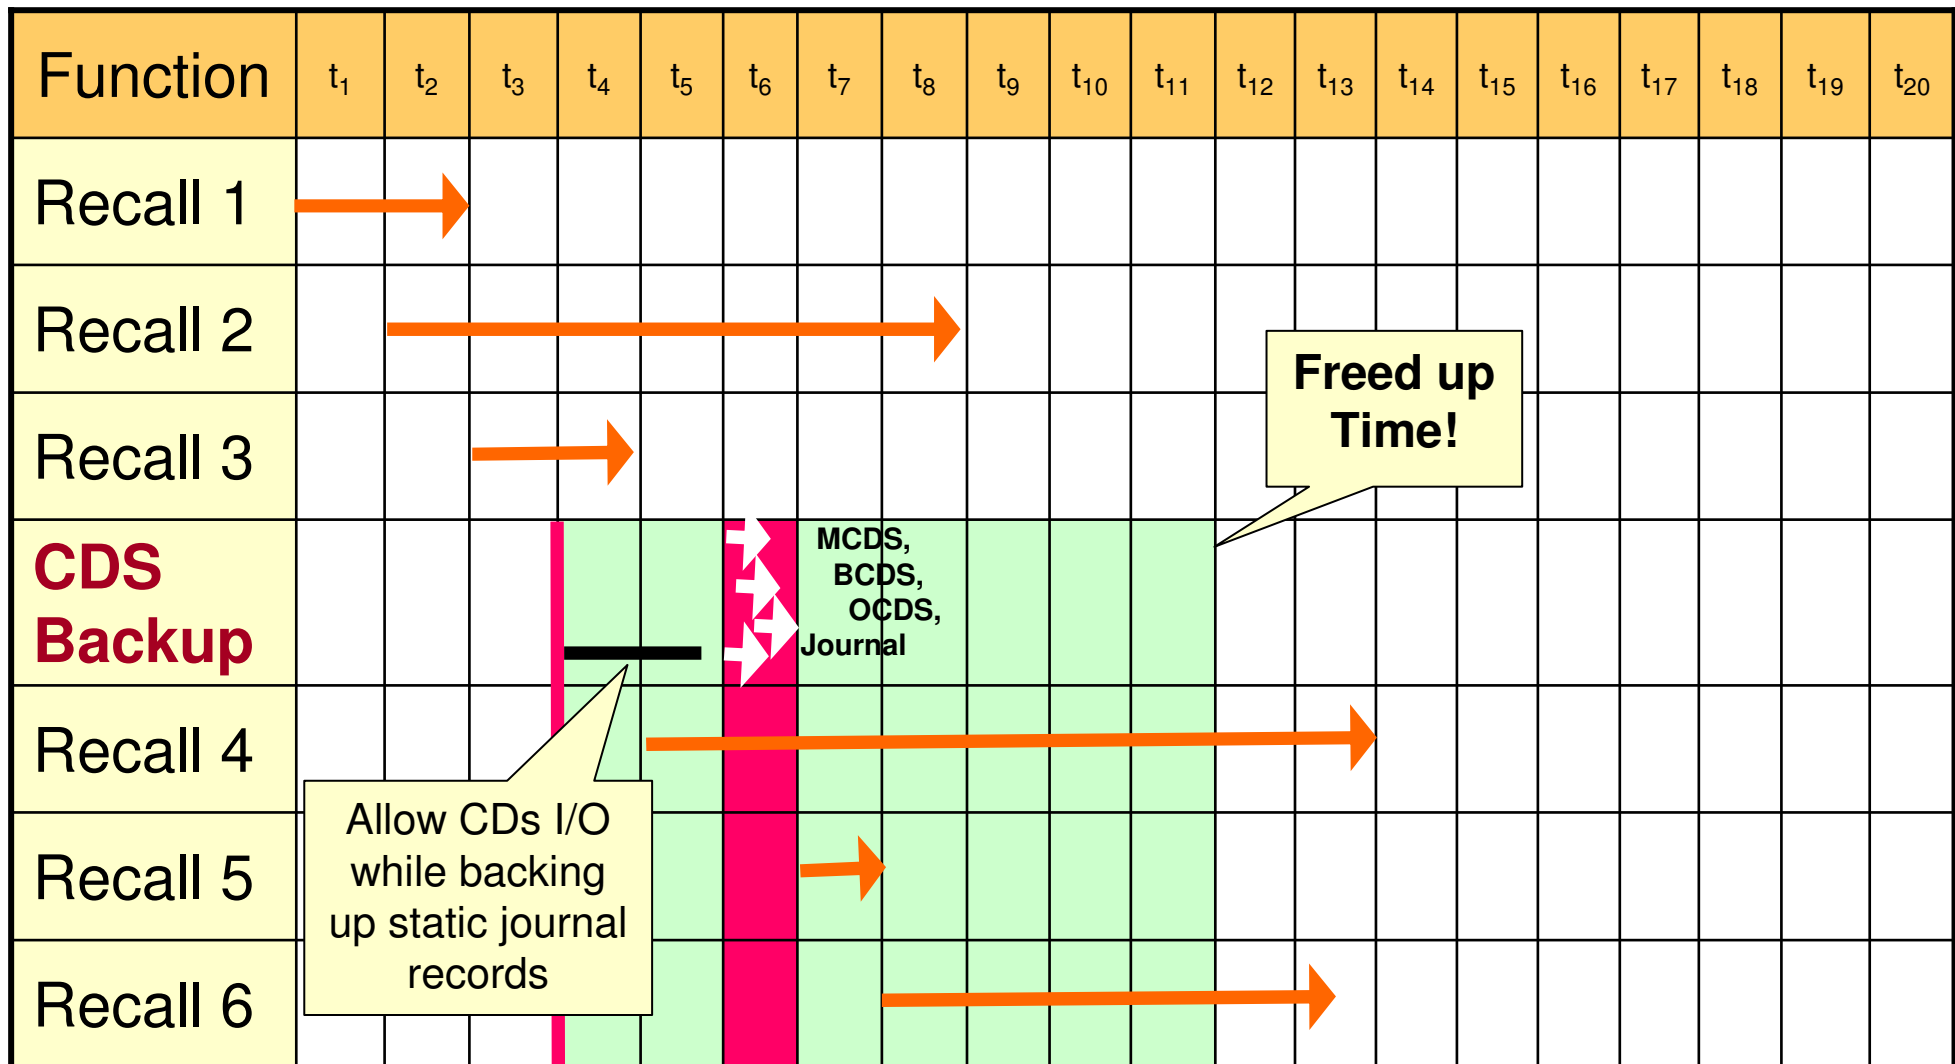 Function t1 t2 t3 t4 t5 t6 t7 t8 t9 t10 t11 t12 t13 t14 t15 t16 t17 t18 t19 t20
Recall 1
Recall 2
Freed up
Time!
Recall 3
CDS
Backup
MCDS,
BCDS,
OCDS,
Journal
Recall 4
Allow CDs I/O
while backing
up static journal
records
Recall 5
Recall 6